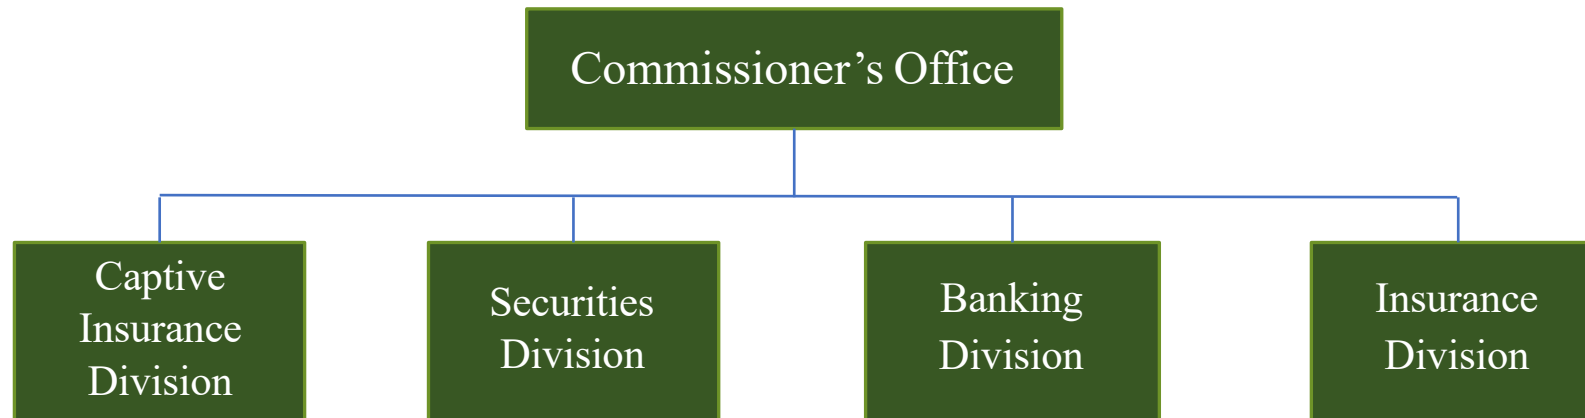 Commissioner’s Office
Captive
Insurance
Division
Securities
Division
Banking
Division
Insurance
Division